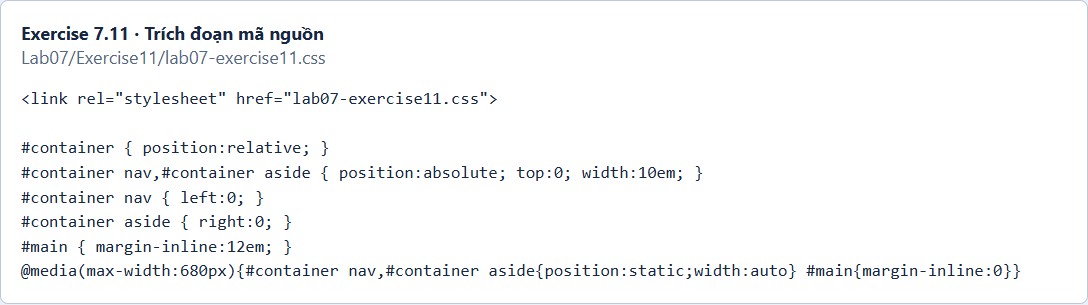 Exercise 7.11 · Trích đoạn mã nguồn
Lab07/Exercise11/lab07-exercise11.css
<link rel="stylesheet" href="lab07-exercise11.css">
#container { position:relative; }
#container nav,#container aside { position:absolute; top:0; width:10em; }
#container nav { left:0; }
#container aside { right:0; }
#main { margin-inline:12em; }
@media(max-width:680px){#container nav,#container aside{position:static;width:auto} #main{margin-inline:0}}